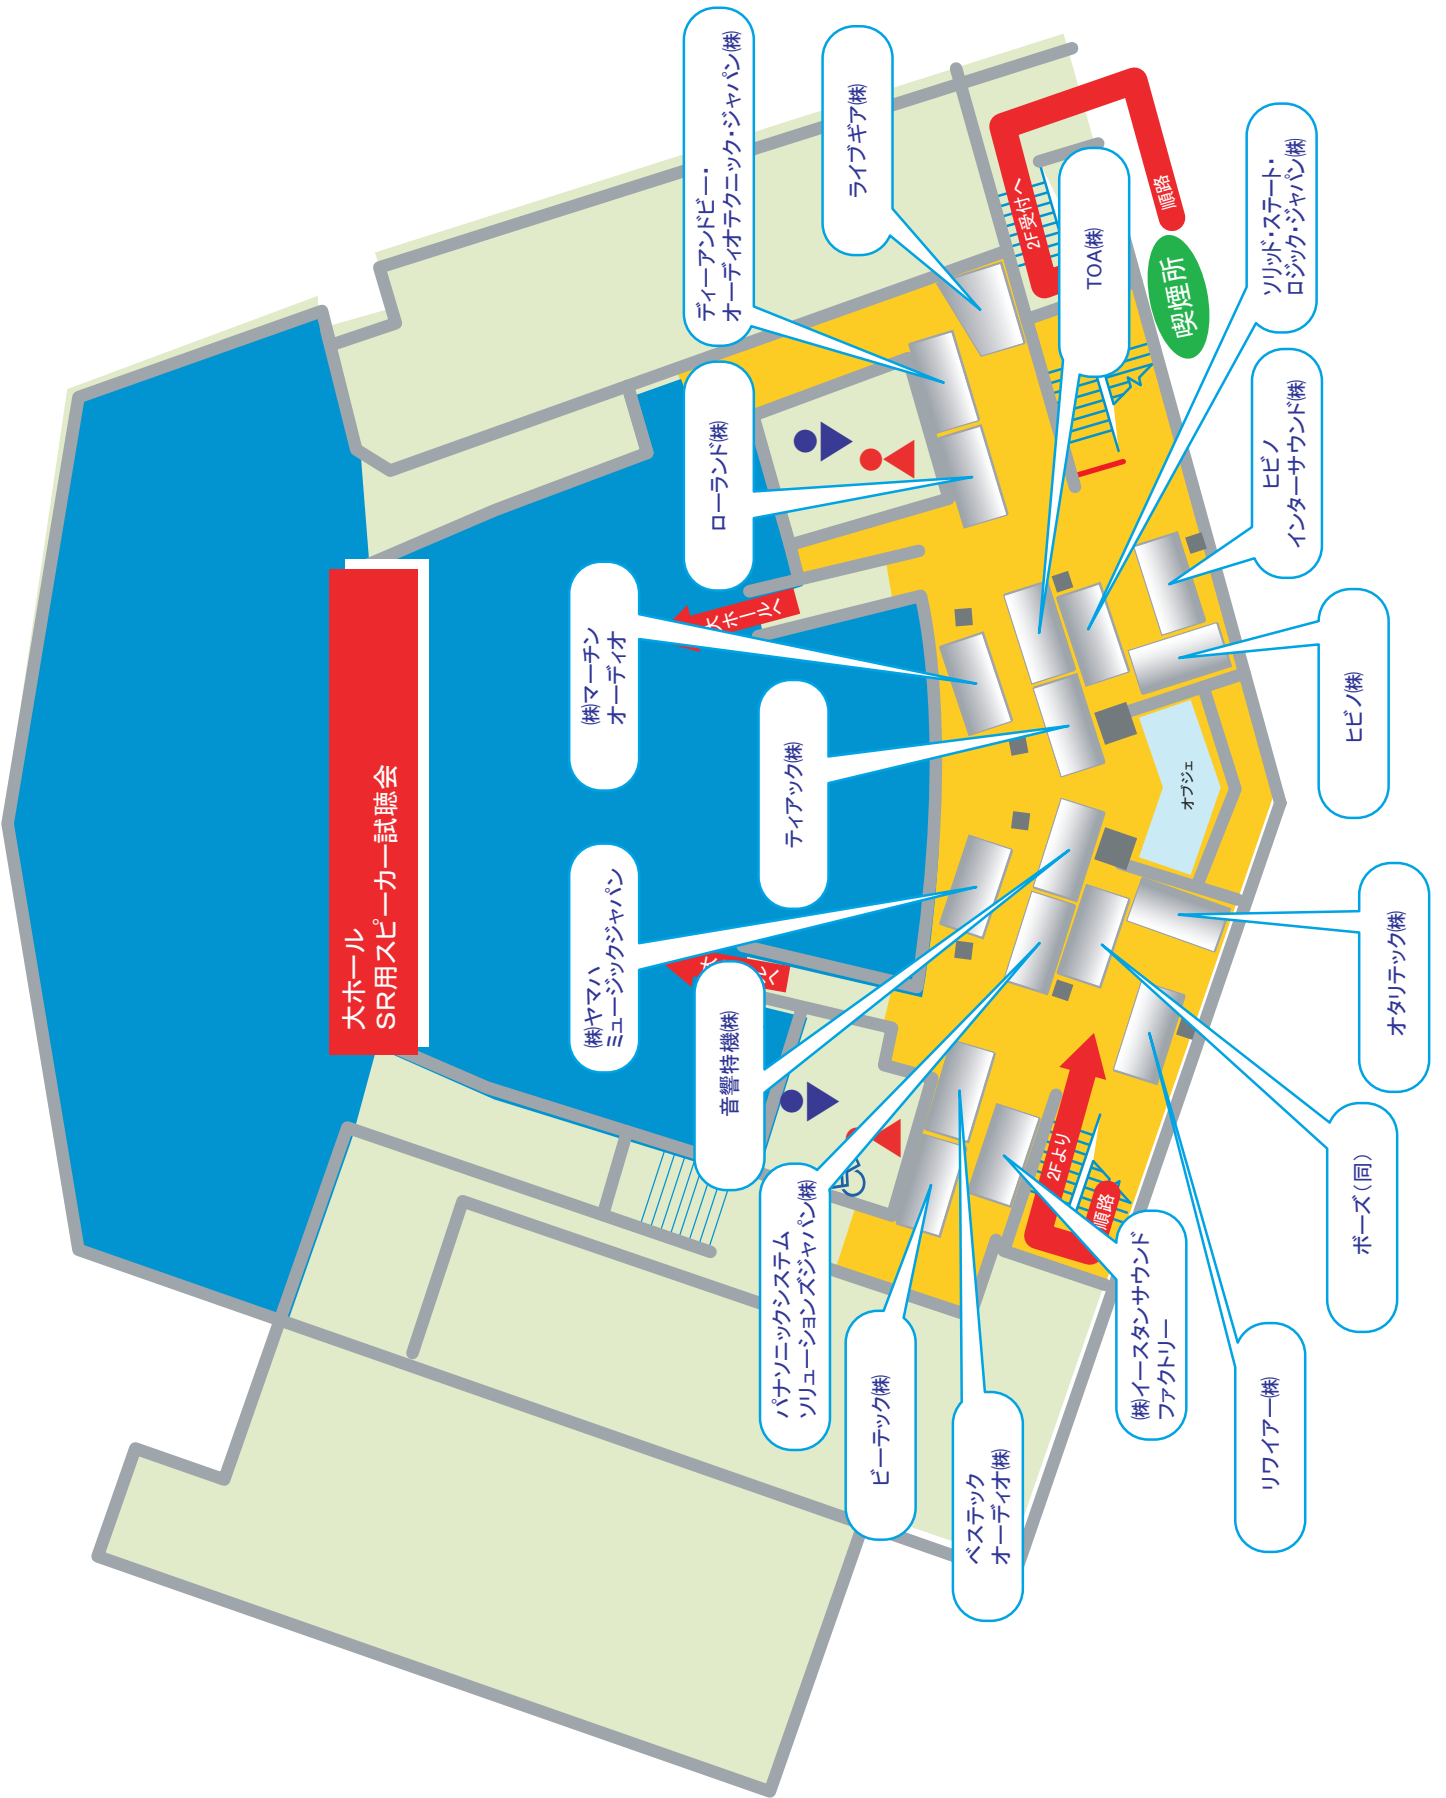 大ホール
SR用スピーカー試聴会
㈱マーチン
オーディオ
㈱ヤマハ
ミュージックジャパン
ディーアンドビー・
オーディオテクニック・ジャパン㈱
ローランド㈱
ライブギア㈱
ティアック㈱
音響特機㈱
パナソニックシステム
ソリューションズジャパン㈱
ビーテック㈱
ベステック
オーディオ㈱
㈱イースタンサウンド
ファクトリー
リワイアー㈱
ボーズ（同）
オタリテック㈱
ヒビノ㈱
ヒビノ
インターサウンド㈱
ソリッド・ステート・
ロジック・ジャパン㈱
TOA㈱
2F受付へ
順路
喫煙所
オブジェ
2Fより
順路
大ホールへ